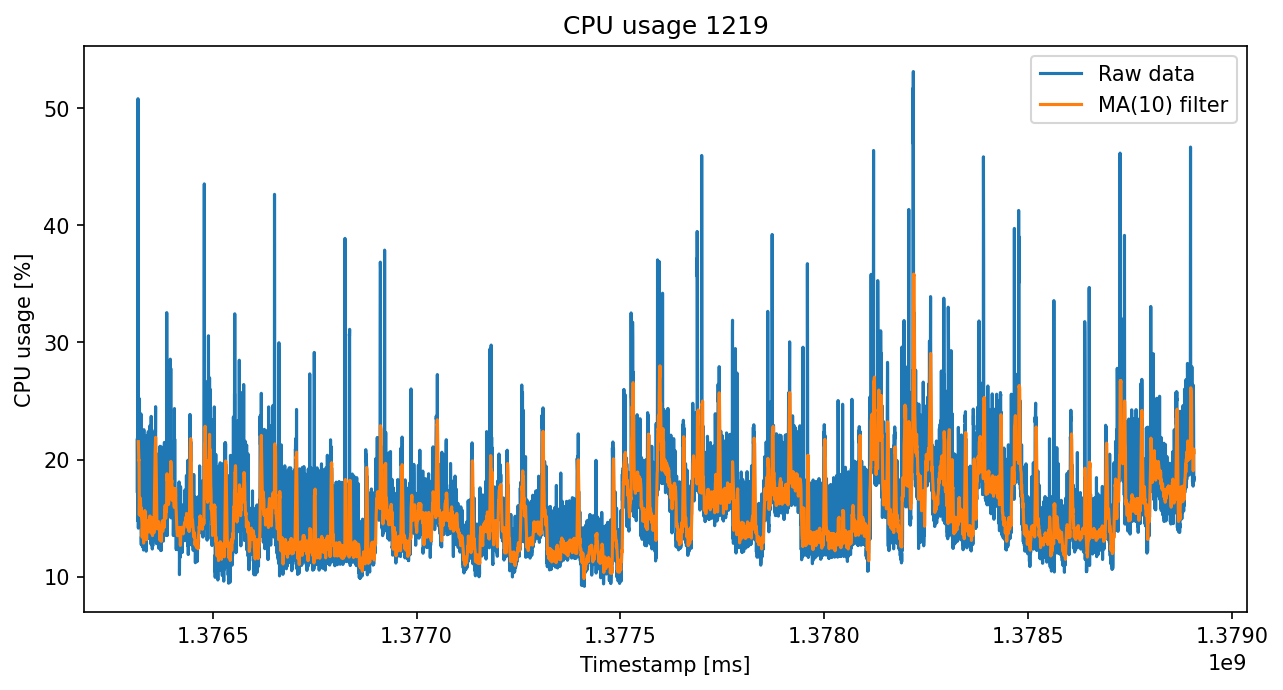 CPU usage 1219
Raw data
MA(10) filter
CPU usage [%]
50
40
30
20
10
1.3765 1.3770 1.3775 1.3780 1.3785 1.3790
1e9
Timestamp [ms]